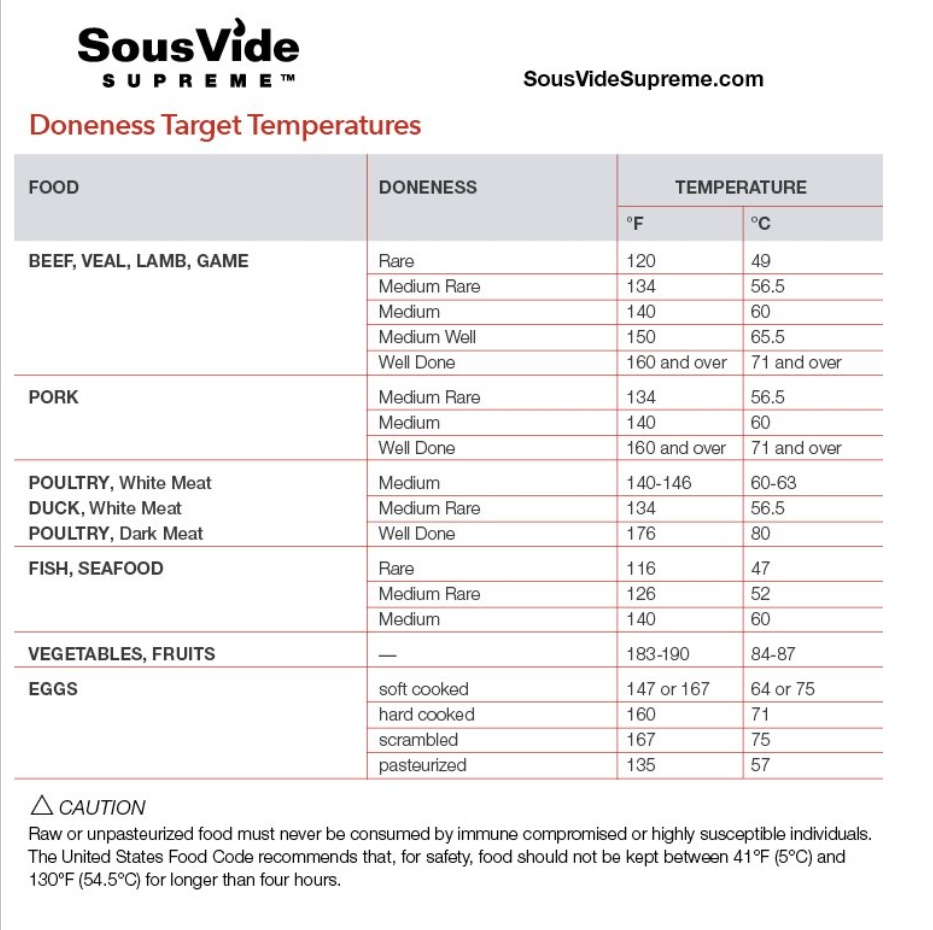 SousVide
SUPREME™
SousVideSupreme.com
Doneness Target Temperatures
FOOD DONENESS TEMPERATURE
°F °C
BEEF, VEAL, LAMB, GAME Rare 120 49
Medium Rare 134 56.5
Medium 140 60
Medium Well 150 65.5
Well Done 160 and over 71 and over
PORK Medium Rare 134 56.5
Medium 140 60
Well Done 160 and over 71 and over
POULTRY, White Meat Medium 140-146 60-63
DUCK, White Meat Medium Rare 134 56.5
POULTRY, Dark Meat Well Done 176 80
FISH, SEAFOOD Rare 116 47
Medium Rare 126 52
Medium 140 60
VEGETABLES, FRUITS — 183-190 84-87
EGGS soft cooked 147 or 167 64 or 75
hard cooked 160 71
scrambled 167 75
pasteurized 135 57
CAUTION
Raw or unpasteurized food must never be consumed by immune compromised or highly susceptible individuals.
The United States Food Code recommends that, for safety, food should not be kept between 41°F (5°C) and
130°F (54.5°C) for longer than four hours.